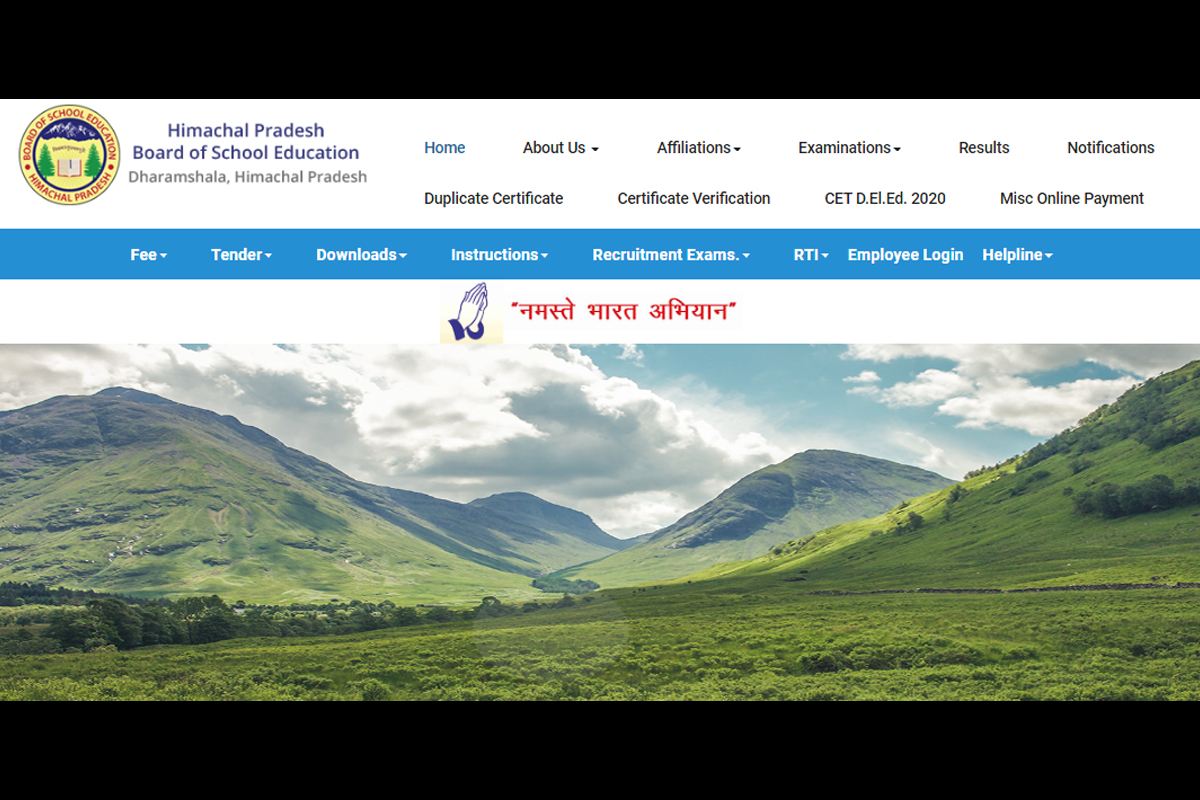 BOARD OF SCHOOL EDUCATION
HIMACHAL PRADESH
Himachal Pradesh
Board of School Education
Dharamshala, Himachal Pradesh
Home About Us Affiliations Examinations Results Notifications
Duplicate Certificate Certificate Verification CET D.El.Ed. 2020 Misc Online Payment
Fee Tender Downloads Instructions Recruitment Exams. RTI Employee Login Helpline
"नमस्ते भारत अभियान"